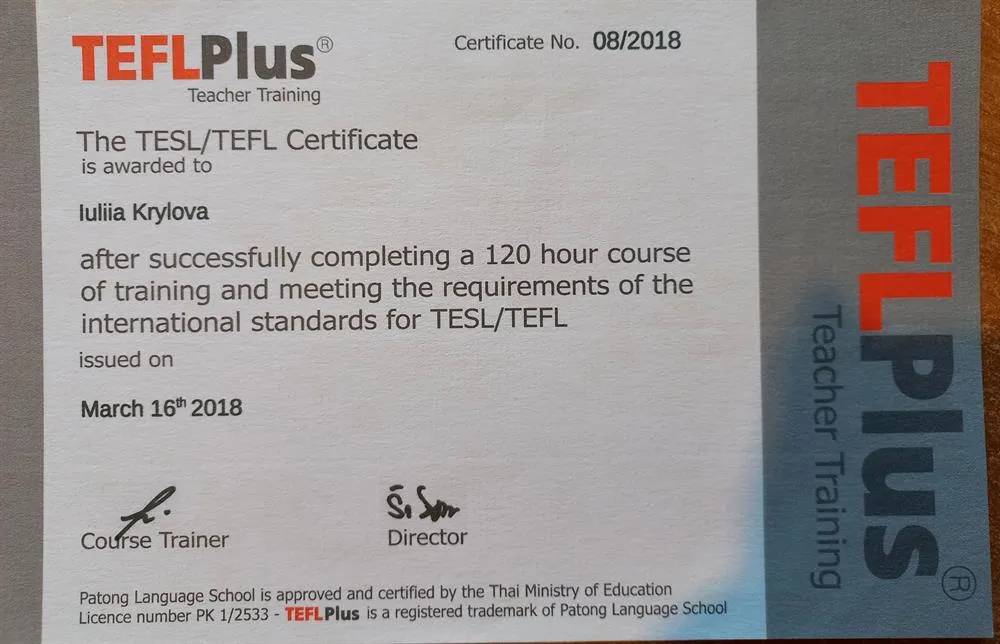 TEFLPlus®
Teacher Training
Certificate No. 08/2018
The TESL/TEFL Certificate
is awarded to
Iuliia Krylova
after successfully completing a 120 hour course
of training and meeting the requirements of the
international standards for TESL/TEFL
issued on
March 16th 2018
Course Trainer
Director
Patong Language School is approved and certified by the Thai Ministry of Education
Licence number PK 1/2533 - TEFLPlus is a registered trademark of Patong Language School
TEFLPlus®
Teacher Training